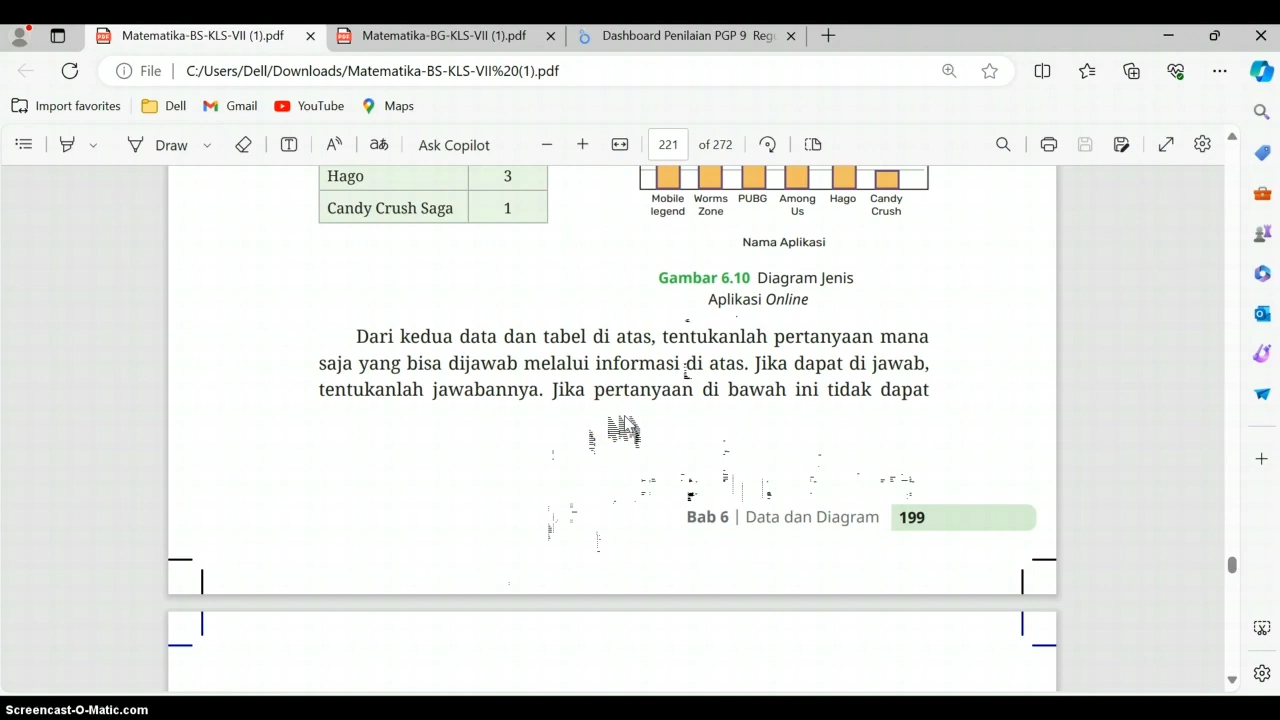 Matematika-BS-KLS-VII (1).pdf
Matematika-BG-KLS-VII (1).pdf
Dashboard Penilaian PGP 9 Regu
File
C:/Users/Dell/Downloads/Matematika-BS-KLS-VII%20(1).pdf
Import favorites
Dell
Gmail
YouTube
Maps
Draw
Ask Copilot
221
of 272
Hago 3
Candy Crush Saga 1
Mobile legend
Worms Zone
PUBG
Among Us
Hago
Candy Crush
Nama Aplikasi
Gambar 6.10 Diagram Jenis
Aplikasi Online
Dari kedua data dan tabel di atas, tentukanlah pertanyaan mana
saja yang bisa dijawab melalui informasi di atas. Jika dapat di jawab,
tentukanlah jawabannya. Jika pertanyaan di bawah ini tidak dapat
Bab 6 | Data dan Diagram 199
Screencast-O-Matic.com